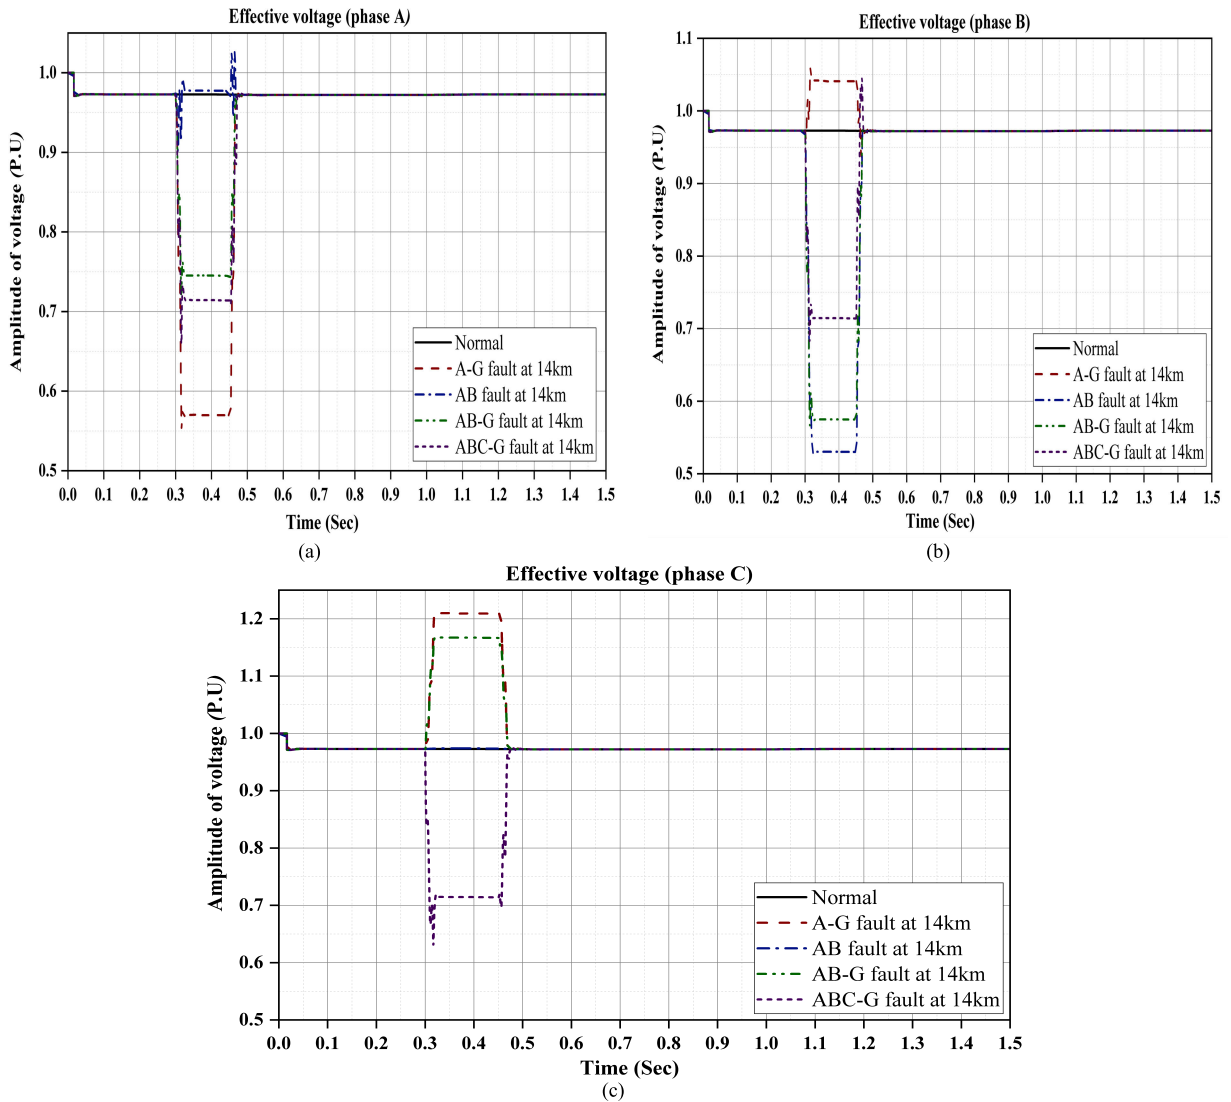 Effective voltage (phase A)
Amplitude of voltage (P.U)
1.0
0.9
0.8
0.7
0.6
0.5
0.0 0.1 0.2 0.3 0.4 0.5 0.6 0.7 0.8 0.9 1.0 1.1 1.2 1.3 1.4 1.5
Time (Sec)
Normal
A-G fault at 14km
AB fault at 14km
AB-G fault at 14km
ABC-G fault at 14km
(a)
Effective voltage (phase B)
Amplitude of voltage (P.U)
1.1
1.0
0.9
0.8
0.7
0.6
0.5
0.0 0.1 0.2 0.3 0.4 0.5 0.6 0.7 0.8 0.9 1.0 1.1 1.2 1.3 1.4 1.5
Time (Sec)
Normal
A-G fault at 14km
AB fault at 14km
AB-G fault at 14km
ABC-G fault at 14km
(b)
Effective voltage (phase C)
Amplitude of voltage (P.U)
1.2
1.1
1.0
0.9
0.8
0.7
0.6
0.5
0.0 0.1 0.2 0.3 0.4 0.5 0.6 0.7 0.8 0.9 1.0 1.1 1.2 1.3 1.4 1.5
Time (Sec)
Normal
A-G fault at 14km
AB fault at 14km
AB-G fault at 14km
ABC-G fault at 14km
(c)